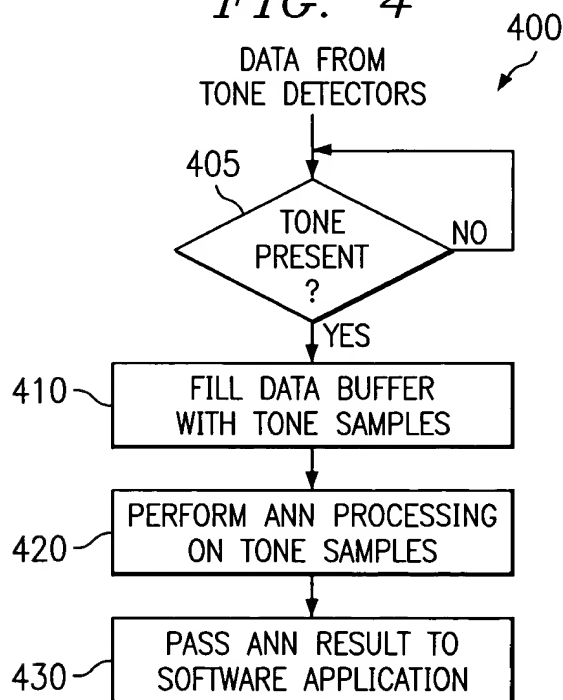 FIG. 4
400
DATA FROM
TONE DETECTORS
405
TONE
PRESENT
?
NO
YES
410
FILL DATA BUFFER
WITH TONE SAMPLES
420
PERFORM ANN PROCESSING
ON TONE SAMPLES
430
PASS ANN RESULT TO
SOFTWARE APPLICATION